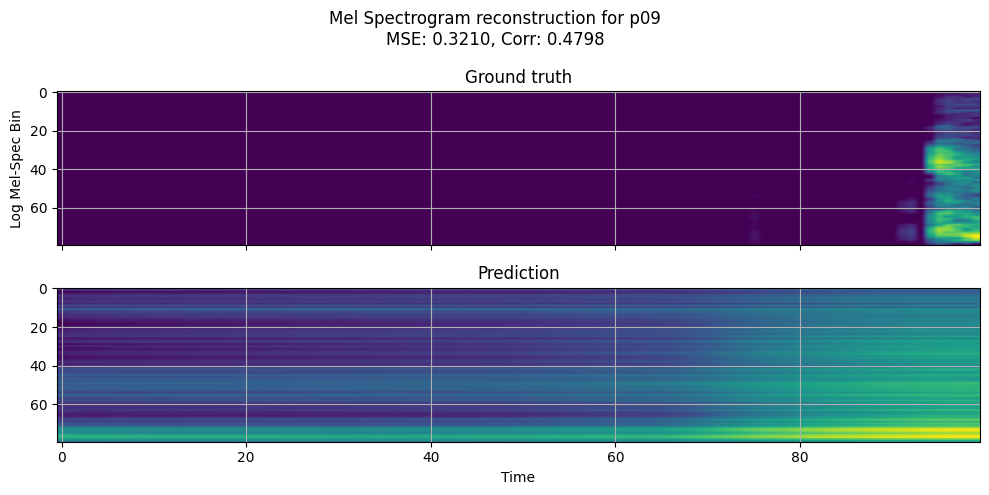 Mel Spectrogram reconstruction for p09
MSE: 0.3210, Corr: 0.4798
Ground truth
Log Mel-Spec Bin
0
20
40
60
Prediction
0
20
40
60
0 20 40 60 80
Time